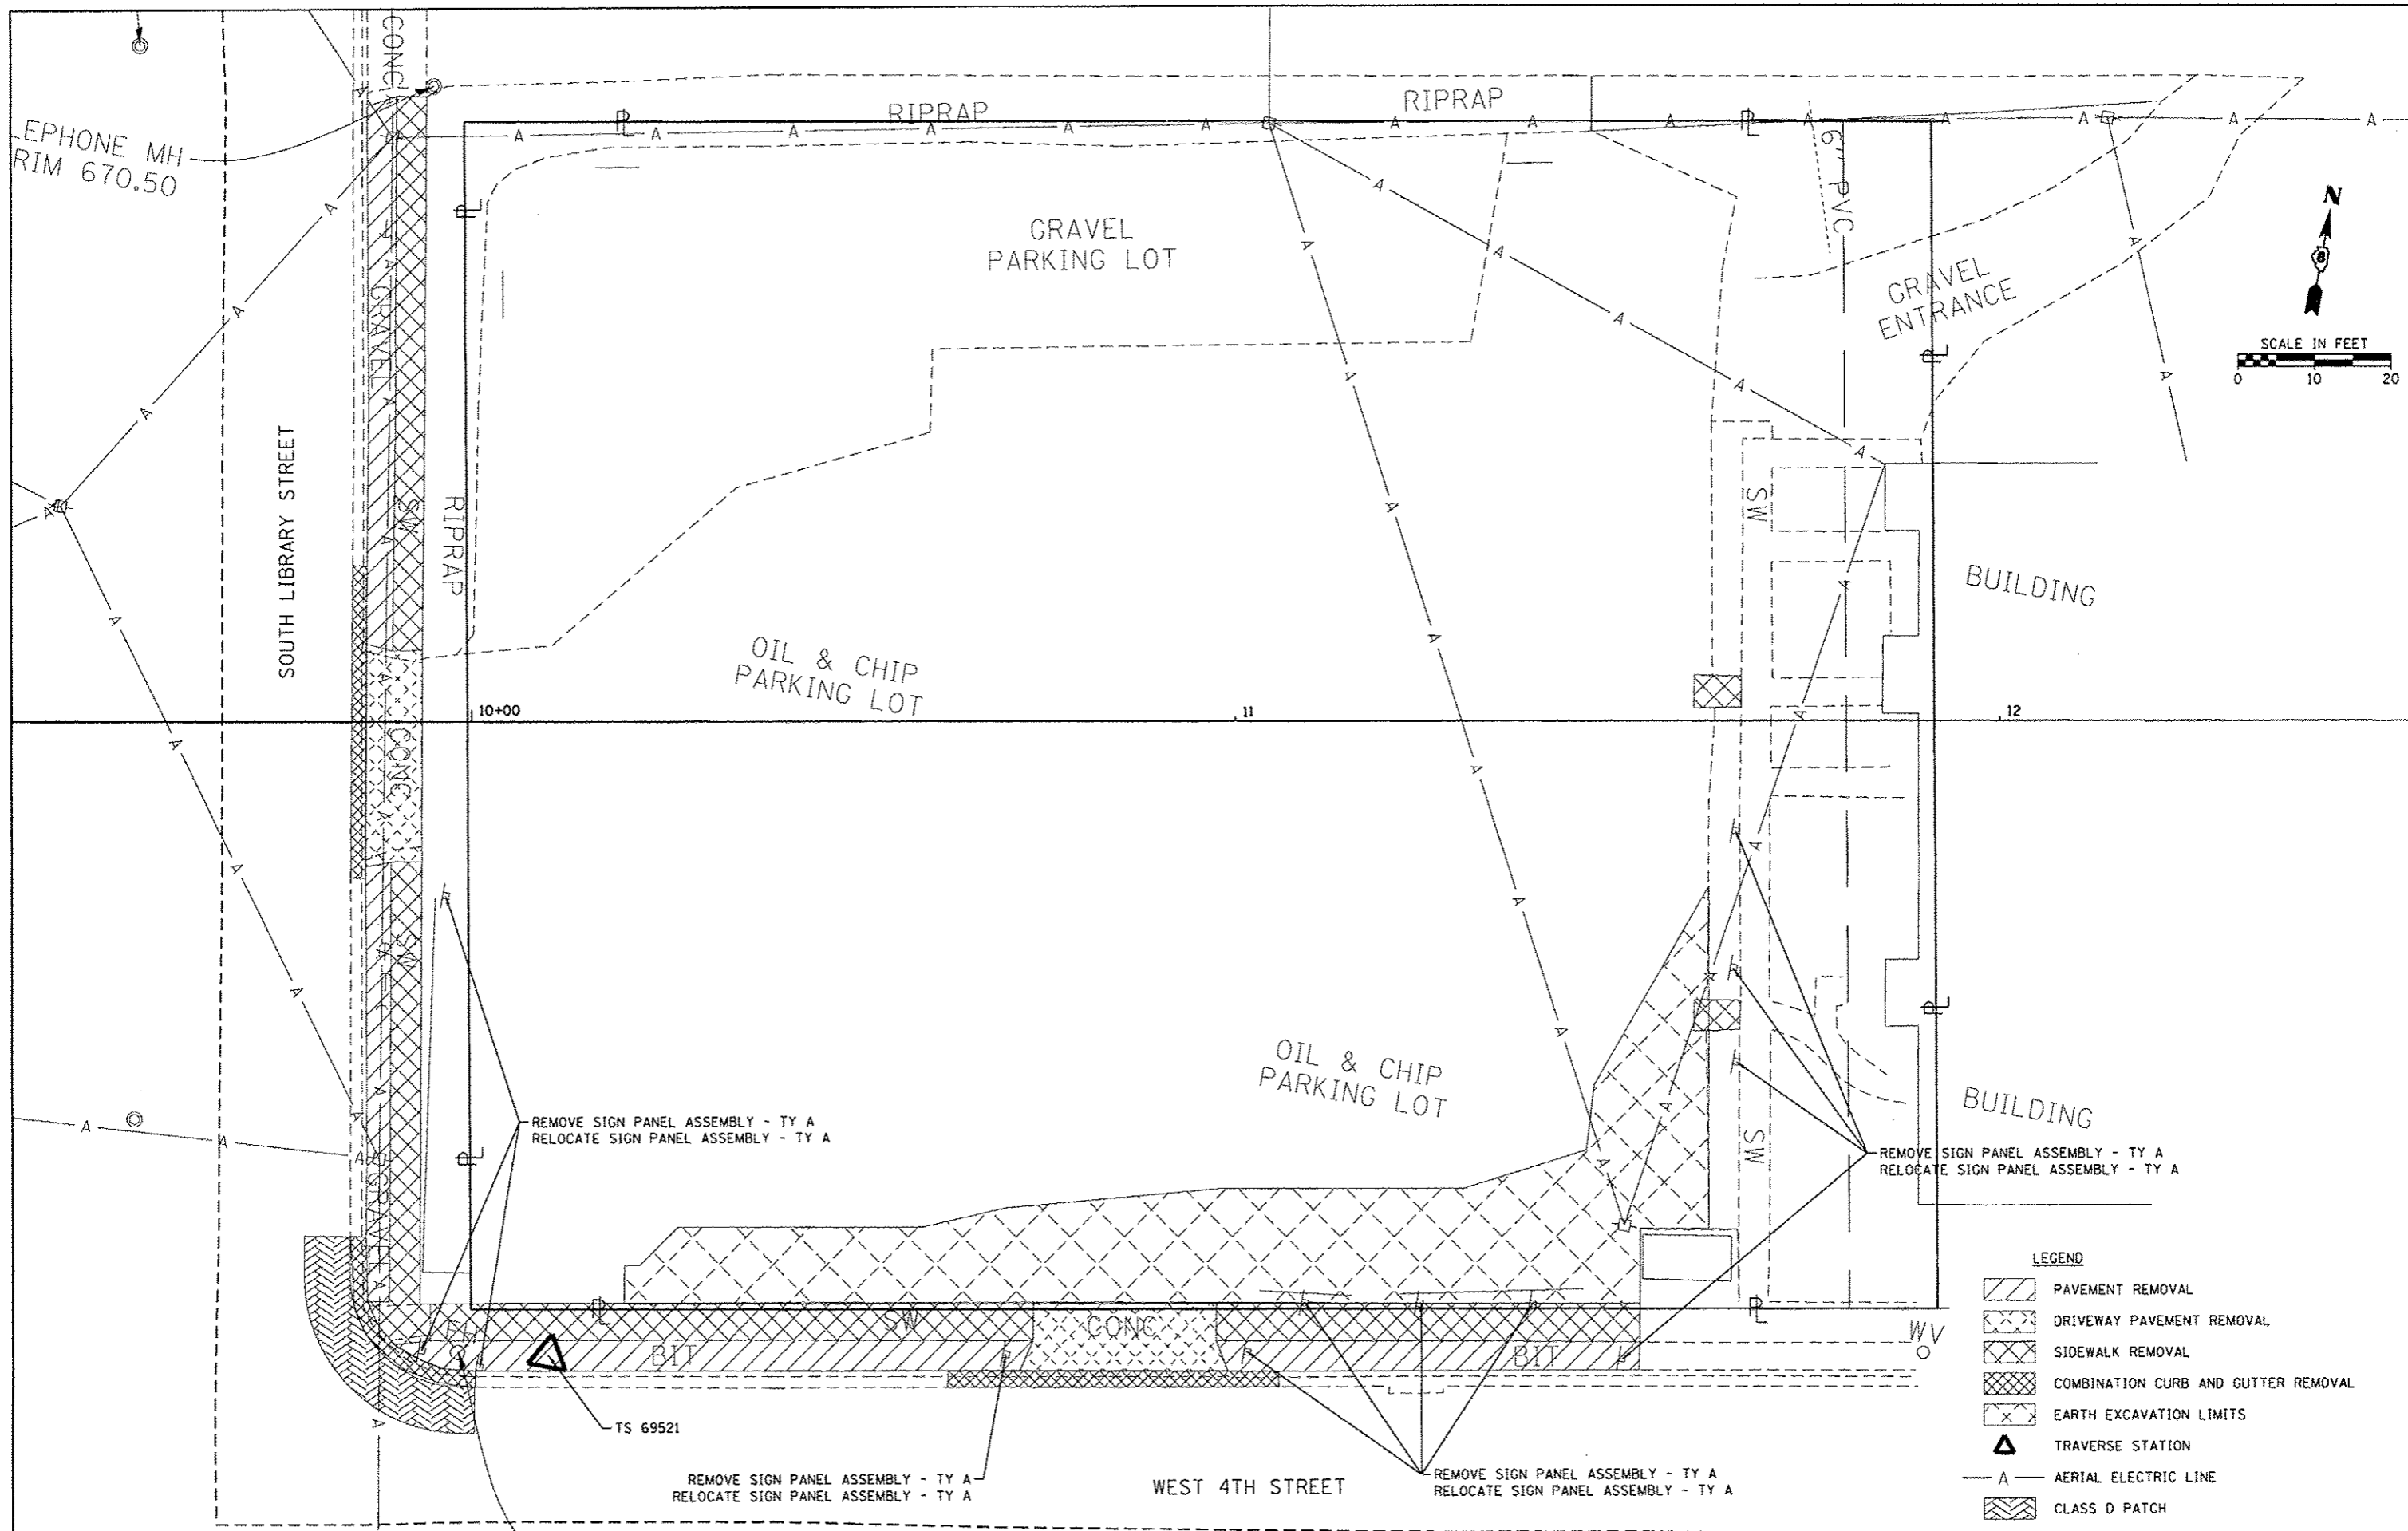 CONC
LEPHONE MH
RIM 670.50
RIPRAP
RIPRAP
6" PVC
N
GRAVEL
PARKING LOT
GRAVEL
ENTRANCE
SCALE IN FEET
0 10 20
GRAVEL
SOUTH LIBRARY STREET
SW
RIPRAP
SW
BUILDING
OIL & CHIP
PARKING LOT
10+00
11
12
CONC
SW
OIL & CHIP
PARKING LOT
BUILDING
REMOVE SIGN PANEL ASSEMBLY - TY A
RELOCATE SIGN PANEL ASSEMBLY - TY A
SW
REMOVE SIGN PANEL ASSEMBLY - TY A
RELOCATE SIGN PANEL ASSEMBLY - TY A
GRAVEL
SW
CONC
FH
BIT
BIT
WV
TS 69521
REMOVE SIGN PANEL ASSEMBLY - TY A
RELOCATE SIGN PANEL ASSEMBLY - TY A
WEST 4TH STREET
REMOVE SIGN PANEL ASSEMBLY - TY A
RELOCATE SIGN PANEL ASSEMBLY - TY A
LEGEND
PAVEMENT REMOVAL
DRIVEWAY PAVEMENT REMOVAL
SIDEWALK REMOVAL
COMBINATION CURB AND GUTTER REMOVAL
EARTH EXCAVATION LIMITS
TRAVERSE STATION
A AERIAL ELECTRIC LINE
CLASS D PATCH